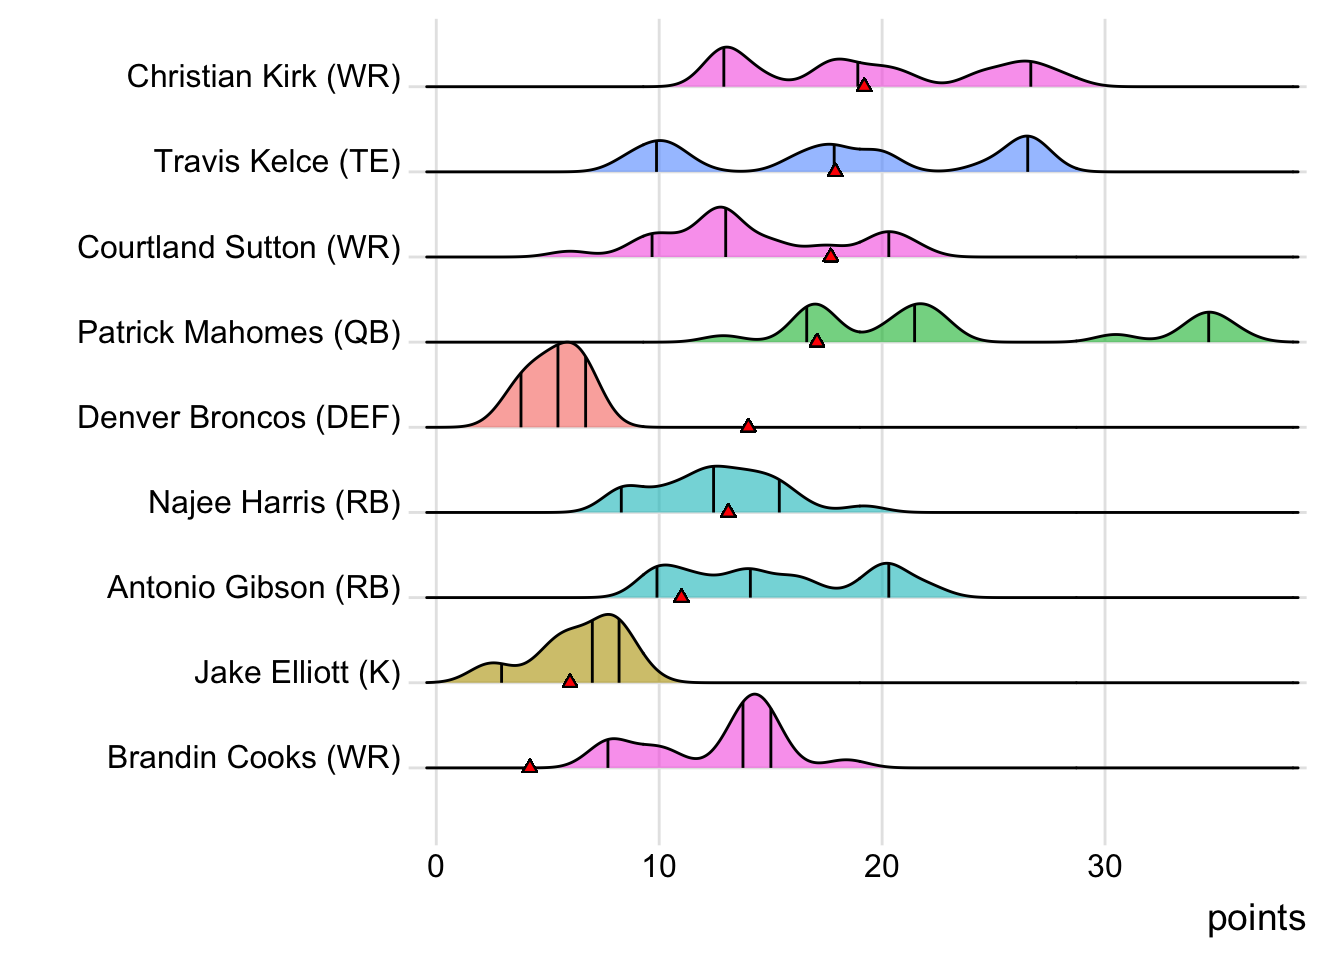 Christian Kirk (WR)
Travis Kelce (TE)
Courtland Sutton (WR)
Patrick Mahomes (QB)
Denver Broncos (DEF)
Najee Harris (RB)
Antonio Gibson (RB)
Jake Elliott (K)
Brandin Cooks (WR)
0 10 20 30
points